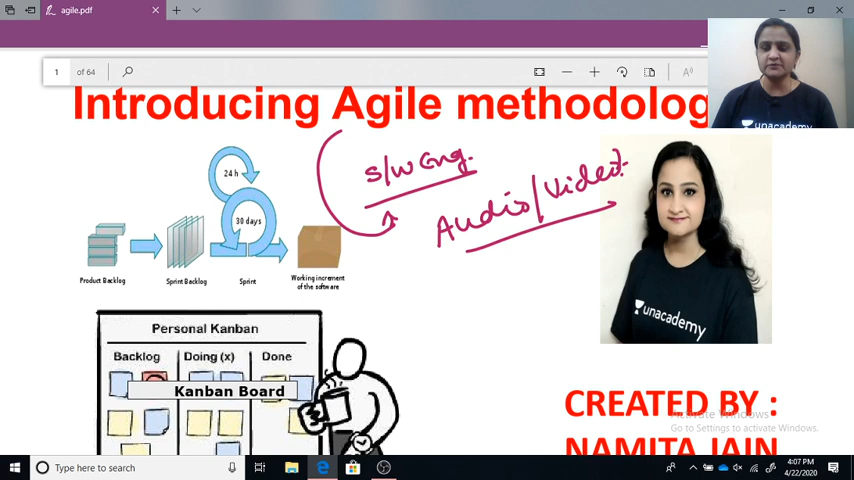 agile.pdf
1 of 64
Introducing Agile methodolog
unacademy
24 h
30 days
Product Backlog
Sprint Backlog
Sprint
Working increment
of the software
S/W Eng.
Audio/Video
unacademy
Personal Kanban
Backlog
Doing (x)
Done
Kanban Board
CREATED BY :
NAMITA JAIN
Activate Windows
Go to Settings to activate Windows.
Type here to search
4:07 PM
4/22/2020